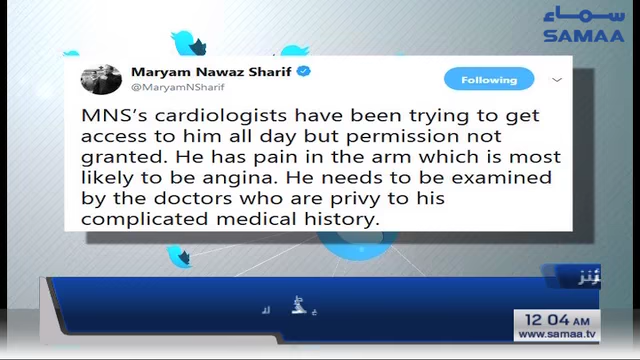 سماء
SAMAA
Maryam Nawaz Sharif
@MaryamNSharif
Following
MNS's cardiologists have been trying to get
access to him all day but permission not
granted. He has pain in the arm which is most
likely to be angina. He needs to be examined
by the doctors who are privy to his
complicated medical history.
12 04 AM
www.samaa.tv